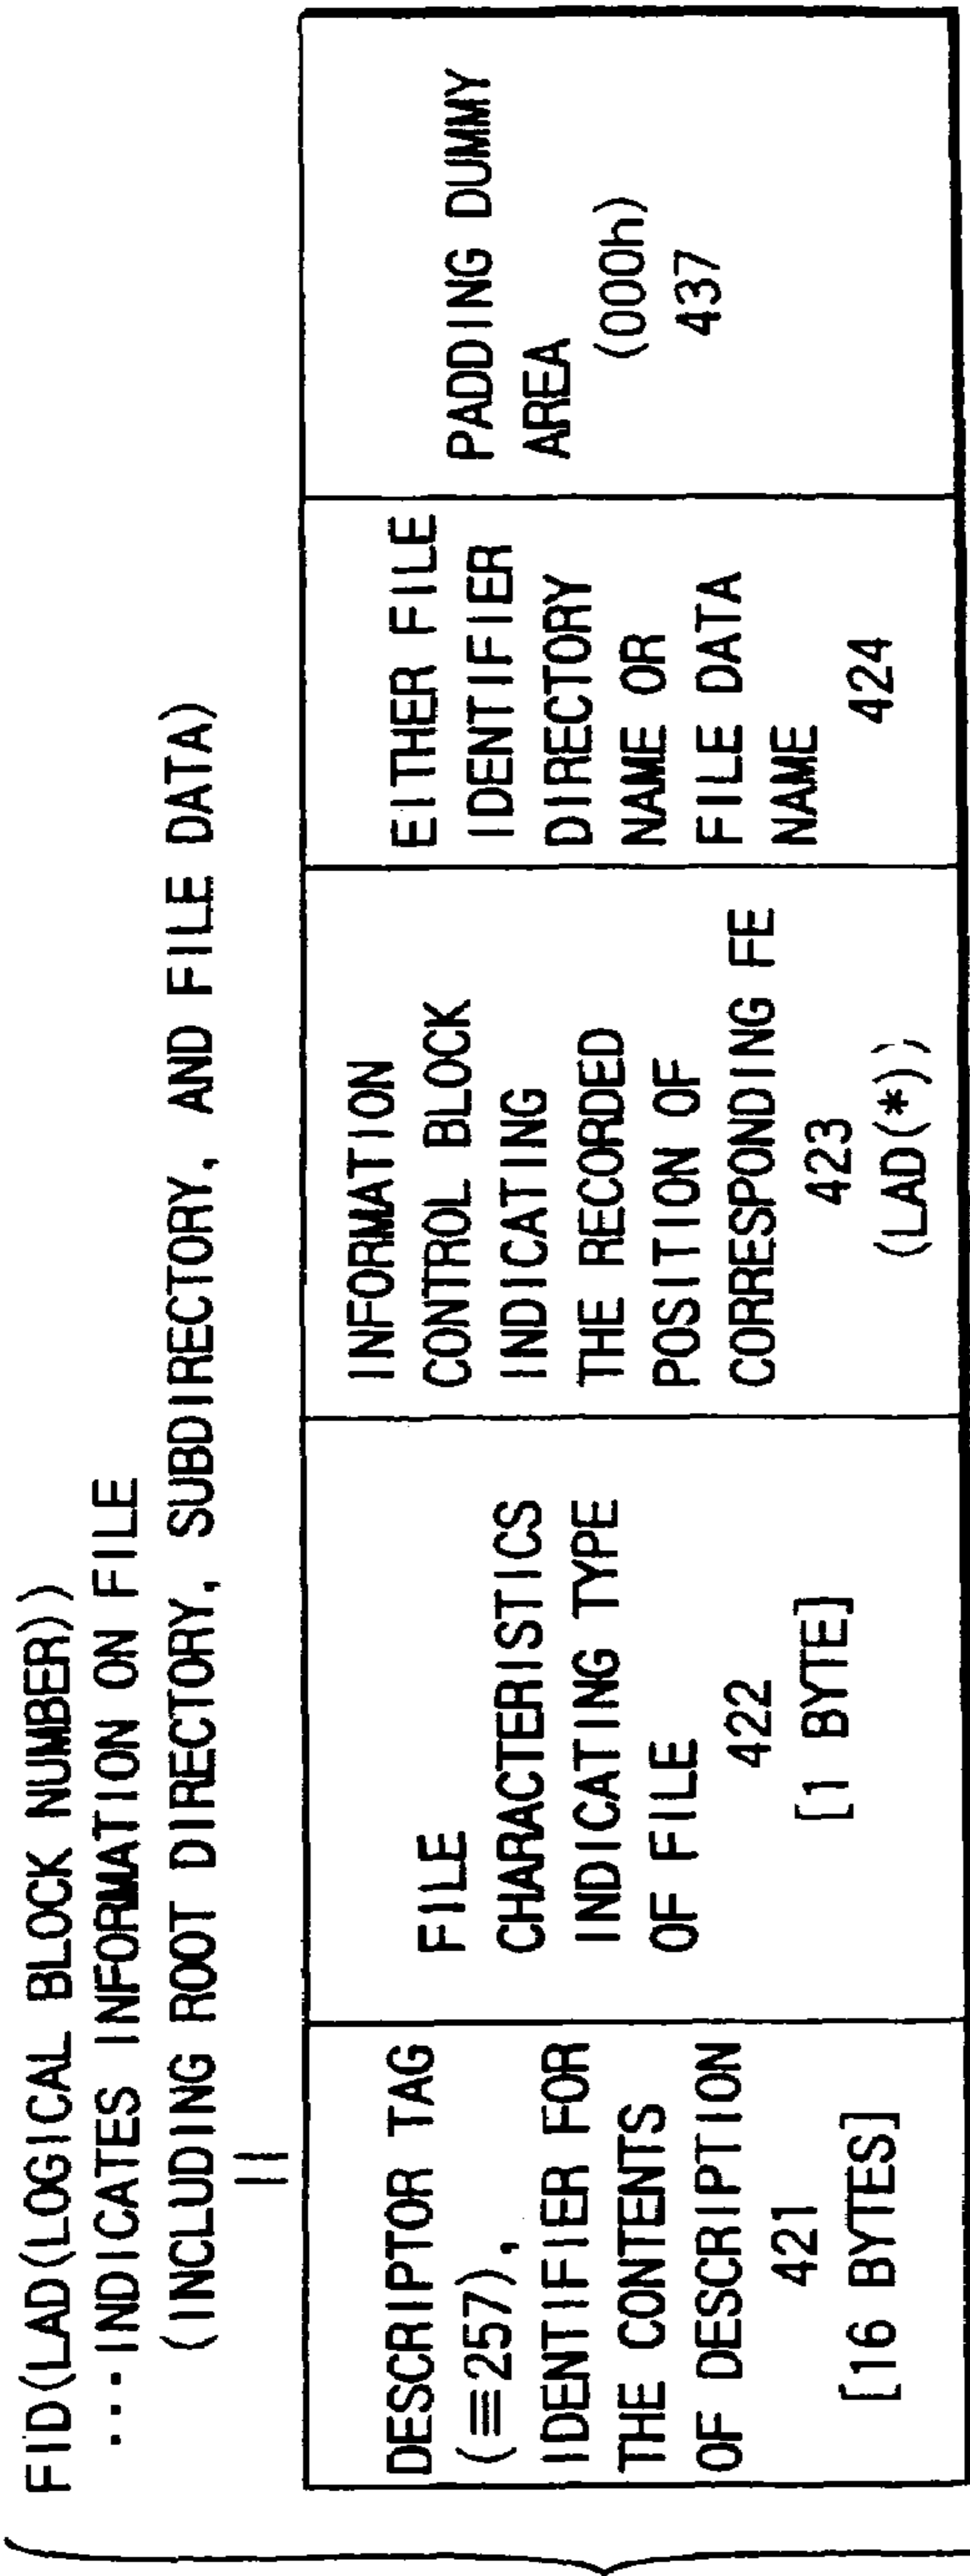 FID(LAD(LOGICAL BLOCK NUMBER))
···INDICATES INFORMATION ON FILE
(INCLUDING ROOT DIRECTORY, SUBDIRECTORY, AND FILE DATA)
||
DESCRIPTOR TAG
(≡257),
IDENTIFIER FOR
THE CONTENTS
OF DESCRIPTION
421
[16 BYTES]
FILE
CHARACTERISTICS
INDICATING TYPE
OF FILE
422
[1 BYTE]
INFORMATION
CONTROL BLOCK
INDICATING
THE RECORDED
POSITION OF
CORRESPONDING FE
423
(LAD(*))
EITHER FILE
IDENTIFIER
DIRECTORY
NAME OR
FILE DATA
NAME
424
PADDING DUMMY
AREA
(000h)
437